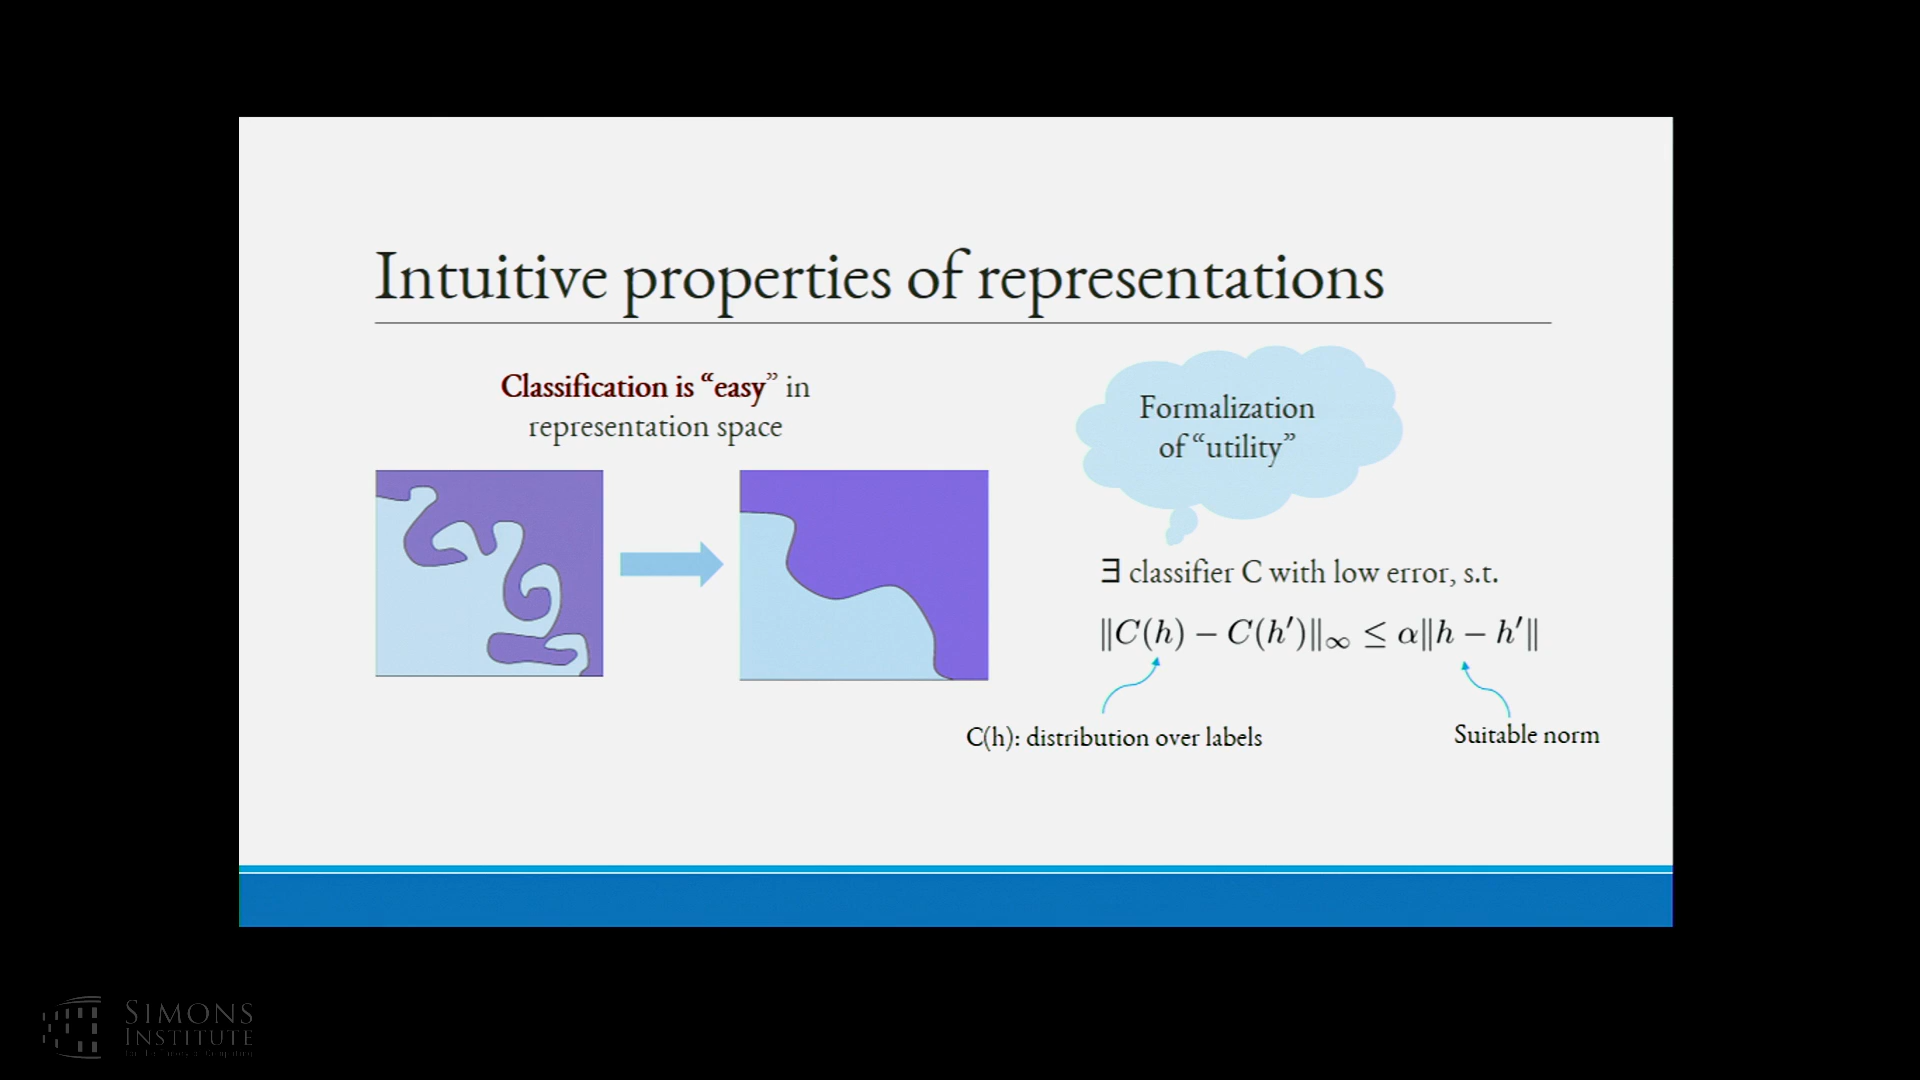 Intuitive properties of representations
Classification is “easy” in
representation space
Formalization
of “utility”
∃ classifier C with low error, s.t.
‖C(h) − C(h′)‖∞ ≤ α‖h − h′‖
C(h): distribution over labels
Suitable norm
SIMONS
INSTITUTE